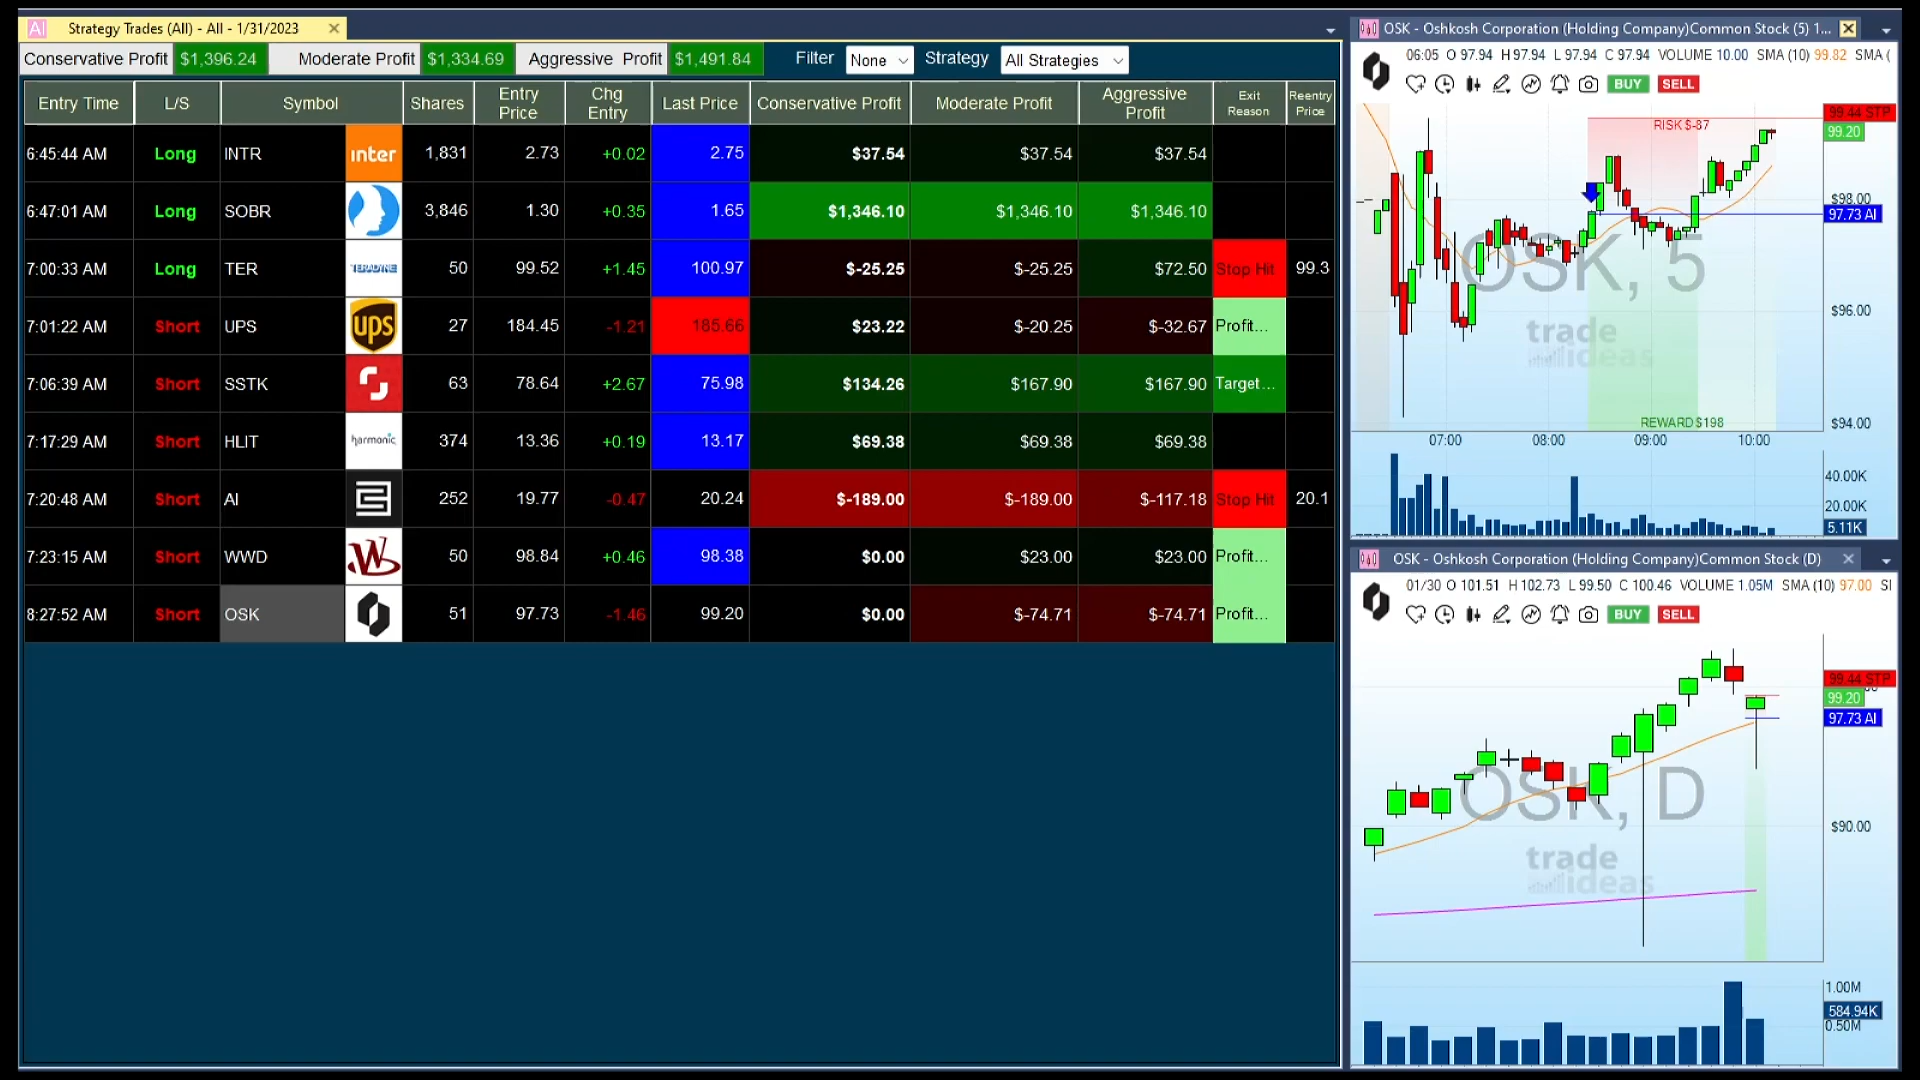 AI Strategy Trades (All) - All - 1/31/2023
Conservative Profit $1,396.24 Moderate Profit $1,334.69 Aggressive Profit $1,491.84 Filter None Strategy All Strategies
Entry Time L/S Symbol Shares Entry Price Chg Entry Last Price Conservative Profit Moderate Profit Aggressive Profit Exit Reason Reentry Price
6:45:44 AM Long INTR inter 1,831 2.73 +0.02 2.75 $37.54 $37.54 $37.54
6:47:01 AM Long SOBR 3,846 1.30 +0.35 1.65 $1,346.10 $1,346.10 $1,346.10
7:00:33 AM Long TER TERADYNE 50 99.52 +1.45 100.97 $-25.25 $-25.25 $72.50 Stop Hit 99.3
7:01:22 AM Short UPS ups 27 184.45 -1.21 185.66 $23.22 $-20.25 $-32.67 Profit...
7:06:39 AM Short SSTK 63 78.64 +2.67 75.98 $134.26 $167.90 $167.90 Target...
7:17:29 AM Short HLIT harmonic 374 13.36 +0.19 13.17 $69.38 $69.38 $69.38
7:20:48 AM Short AI 252 19.77 -0.47 20.24 $-189.00 $-189.00 $-117.18 Stop Hit 20.1
7:23:15 AM Short WWD W 50 98.84 +0.46 98.38 $0.00 $23.00 $23.00 Profit...
8:27:52 AM Short OSK 51 97.73 -1.46 99.20 $0.00 $-74.71 $-74.71 Profit...
OSK - Oshkosh Corporation (Holding Company)Common Stock (5) 1...
06:05 O 97.94 H 97.94 L 97.94 C 97.94 VOLUME 10.00 SMA (10) 99.82 SMA (
BUY SELL
RISK $-87
99.44 STP
99.20
$98.00
97.73 AI
OSK, 5
$96.00
trade
ideas
REWARD $198
$94.00
07:00 08:00 09:00 10:00
40.00K
20.00K
5.11K
OSK - Oshkosh Corporation (Holding Company)Common Stock (D)
01/30 O 101.51 H 102.73 L 99.50 C 100.46 VOLUME 1.05M SMA (10) 97.00 SI
BUY SELL
99.44 STP
99.20
97.73 AI
OSK, D
$90.00
trade
ideas
1.00M
584.94K
0.50M